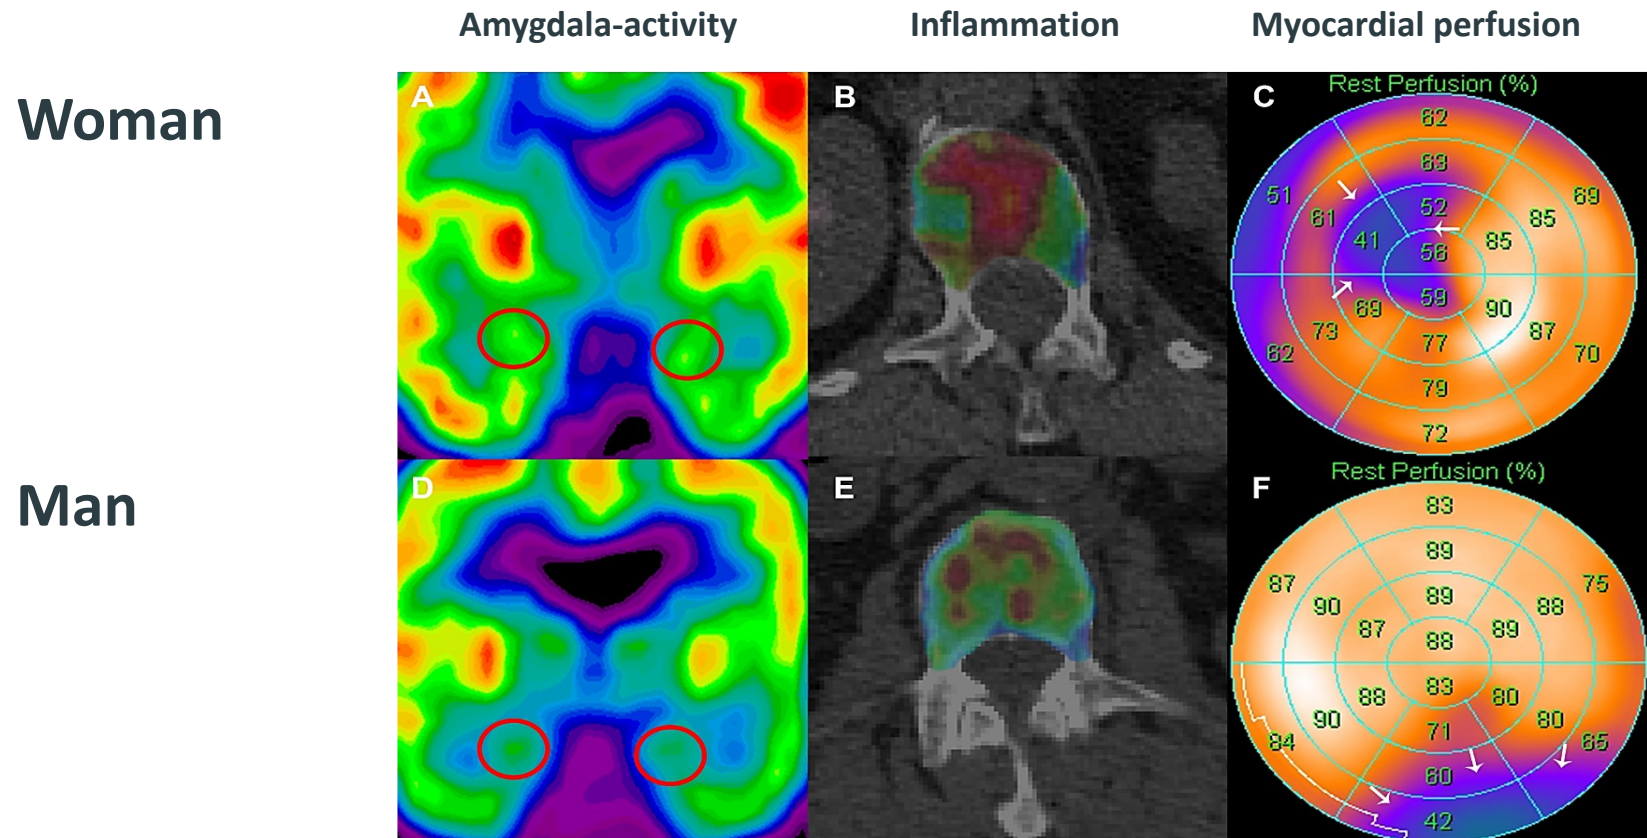 Amygdala-activity Inflammation Myocardial perfusion
Woman
A B C
Rest Perfusion (%)
62
63
51 61 52 85 69
41 58 85
69 59 90
62 73 77 87 70
79
72
Man
D E F
Rest Perfusion (%)
83
89
87 90 89 88 75
87 88 89
88 83 80
84 90 71 80 65
60
42